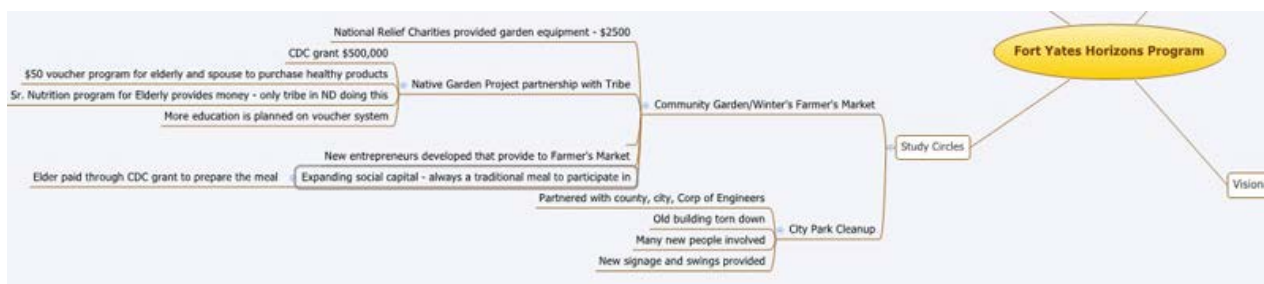 National Relief Charities provided garden equipment - $2500
CDC grant $500,000
$50 voucher program for elderly and spouse to purchase healthy products
Native Garden Project partnership with Tribe
Sr. Nutrition program for Elderly provides money - only tribe in ND doing this
More education is planned on voucher system
Community Garden/Winter's Farmer's Market
New entrepreneurs developed that provide to Farmer's Market
Elder paid through CDC grant to prepare the meal
Expanding social capital - always a traditional meal to participate in
Partnered with county, city, Corp of Engineers
Old building torn down
City Park Cleanup
Many new people involved
New signage and swings provided
Study Circles
Fort Yates Horizons Program
Vision